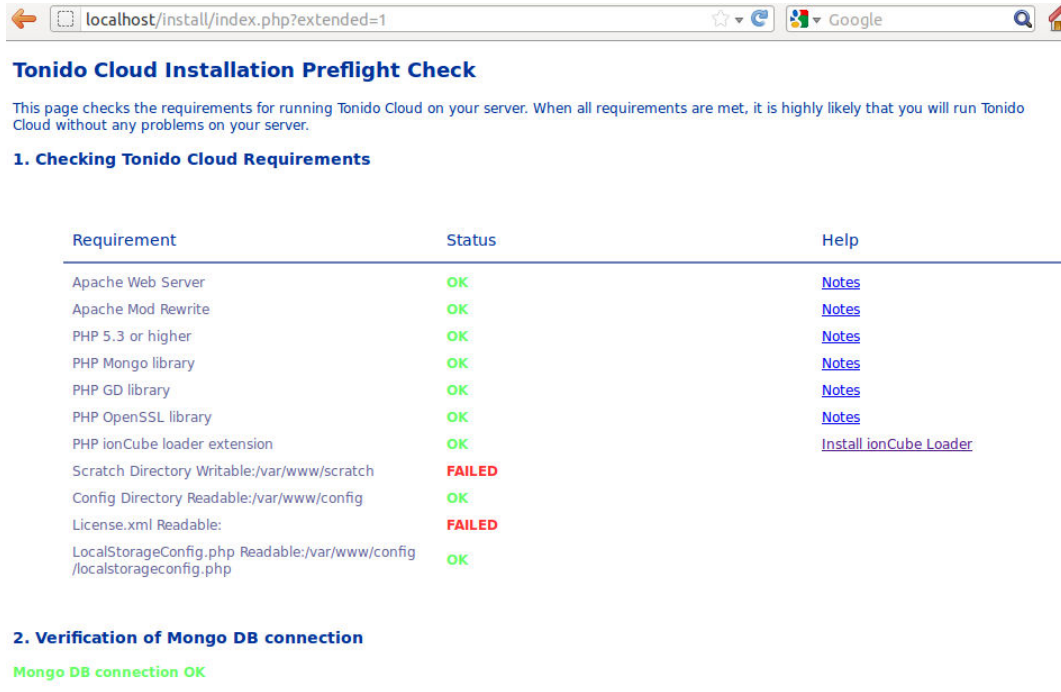 localhost/install/index.php?extended=1
Google
Tonido Cloud Installation Preflight Check
This page checks the requirements for running Tonido Cloud on your server. When all requirements are met, it is highly likely that you will run Tonido
Cloud without any problems on your server.
1. Checking Tonido Cloud Requirements
Requirement Status Help
Apache Web Server OK Notes
Apache Mod Rewrite OK Notes
PHP 5.3 or higher OK Notes
PHP Mongo library OK Notes
PHP GD library OK Notes
PHP OpenSSL library OK Notes
PHP ionCube loader extension OK Install ionCube Loader
Scratch Directory Writable:/var/www/scratch FAILED
Config Directory Readable:/var/www/config OK
License.xml Readable: FAILED
LocalStorageConfig.php Readable:/var/www/config
/localstorageconfig.php OK
2. Verification of Mongo DB connection
Mongo DB connection OK